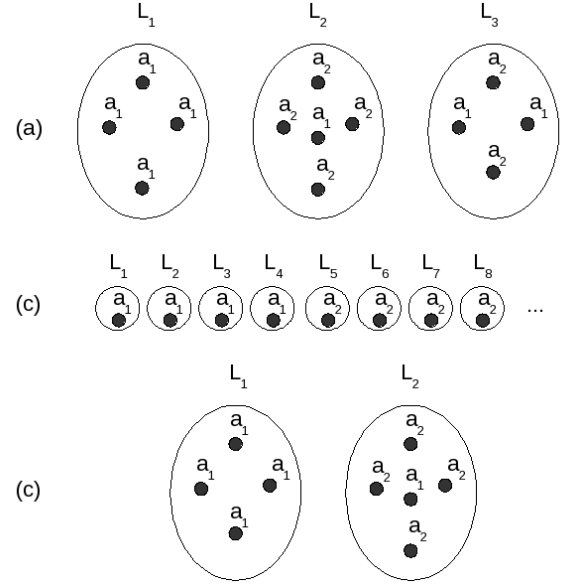 L1 L2 L3
a1 a2 a2
(a) a1 a1 a2 a1 a2 a1 a1
a1 a2 a2
L1 L2 L3 L4 L5 L6 L7 L8
(c) a1 a1 a1 a1 a2 a2 a2 a2 ...
L1 L2
a1 a2
(c) a1 a1 a2 a1 a2
a1 a2